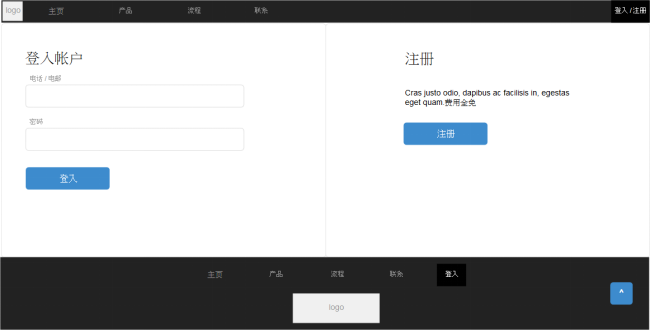 logo 主页 产品 流程 联系 登入 / 注册
登入帐户
电话 / 电邮
密码
登入
注册
Cras justo odio, dapibus ac facilisis in, egestas
eget quam.费用全免
注册
主页 产品 流程 联系 登入
logo
^